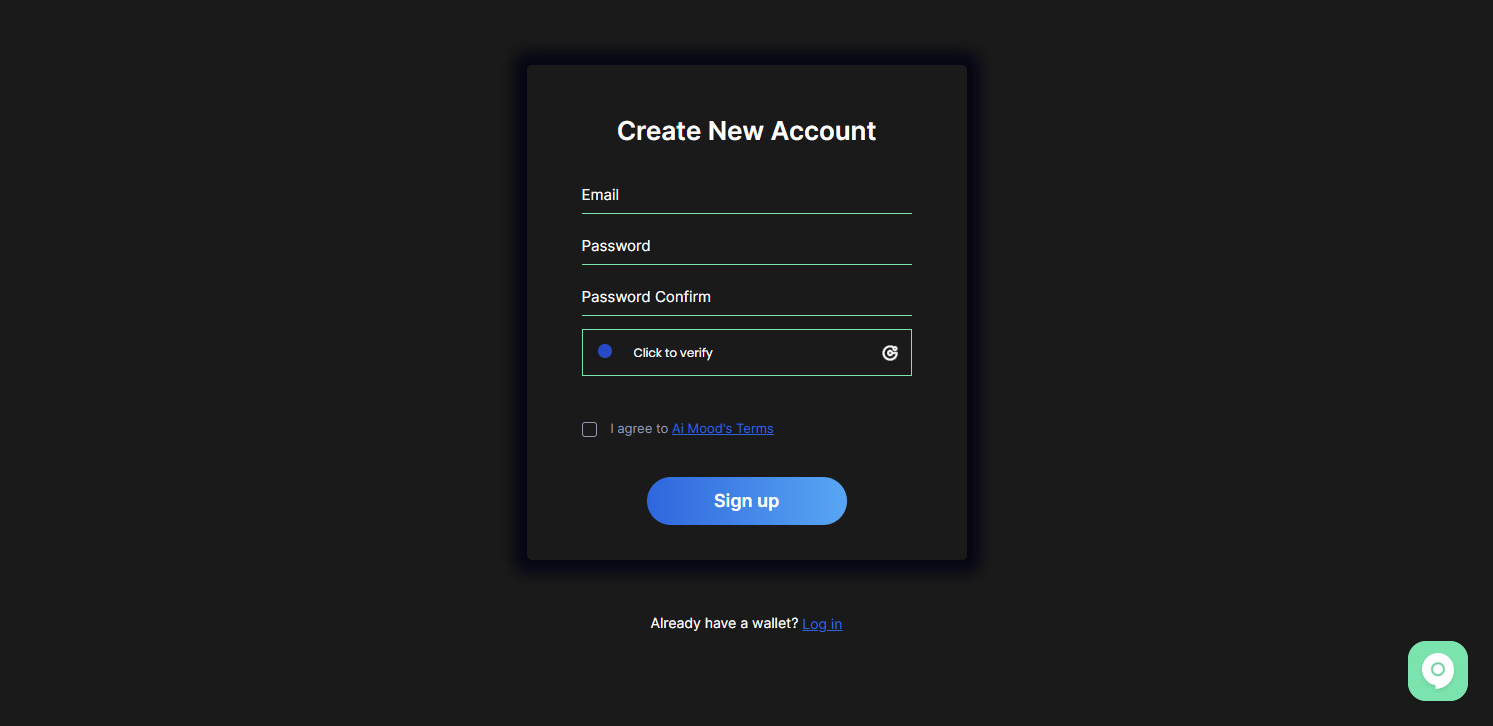 Create New Account
Email
Password
Password Confirm
Click to verify
I agree to Ai Mood's Terms
Sign up
Already have a wallet? Log in